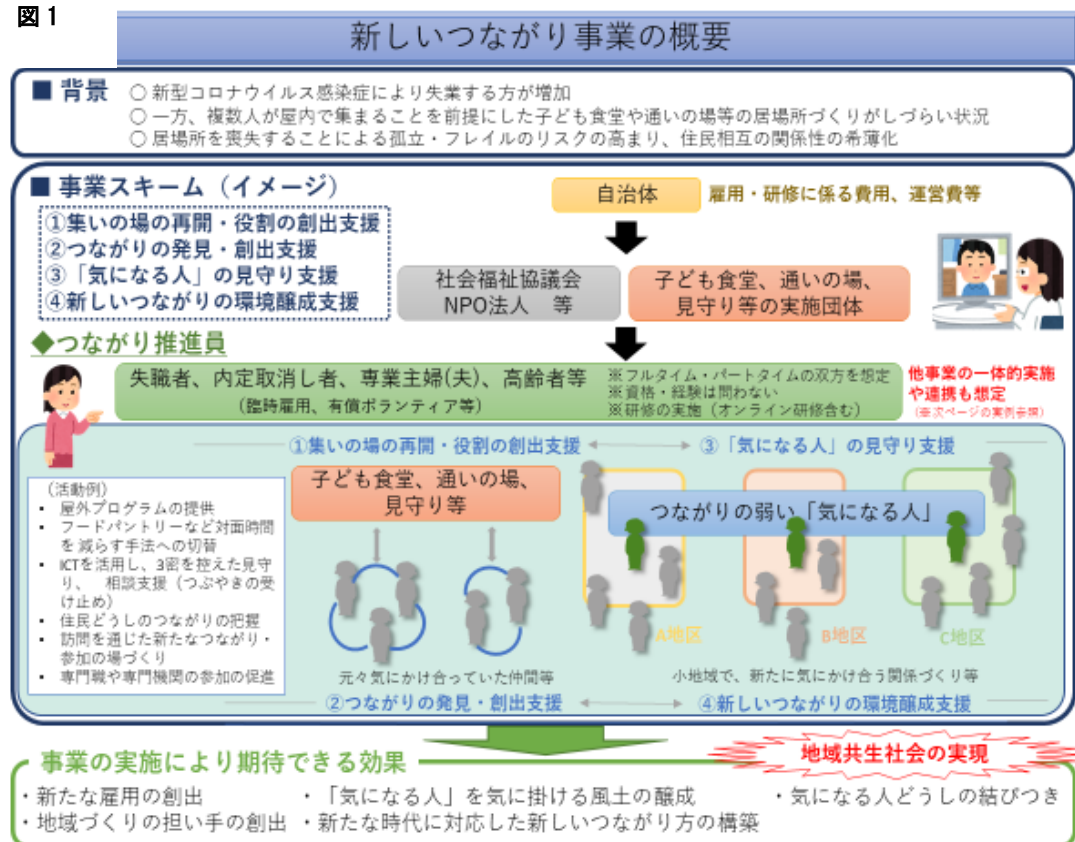 図1
新しいつながり事業の概要
■ 背景
○ 新型コロナウイルス感染症により失業する方が増加
○ 一方、複数人が屋内で集まることを前提にした子ども食堂や通いの場等の居場所づくりがしづらい状況
○ 居場所を喪失することによる孤立・フレイルのリスクの高まり、住民相互の関係性の希薄化
■ 事業スキーム（イメージ）
①集いの場の再開・役割の創出支援
②つながりの発見・創出支援
③「気になる人」の見守り支援
④新しいつながりの環境醸成支援
自治体
雇用・研修に係る費用、運営費等
社会福祉協議会
NPO法人　等
子ども食堂、通いの場、
見守り等の実施団体
◆つながり推進員
失職者、内定取消し者、専業主婦(夫)、高齢者等
（臨時雇用、有償ボランティア等）
※フルタイム・パートタイムの双方を想定
※資格・経験は問わない
※研修の実施（オンライン研修含む）
他事業の一体的実施
や連携も想定
（※次ページの実例参照）
①集いの場の再開・役割の創出支援
③「気になる人」の見守り支援
（活動例）
• 屋外プログラムの提供
• フードパントリーなど対面時間
を減らす手法への切替
• ICTを活用し、3密を控えた見守
り、　相談支援（つぶやきの受
け止め）
• 住民どうしのつながりの把握
• 訪問を通じた新たなつながり・
参加の場づくり
• 専門職や専門機関の参加の促進
子ども食堂、通いの場、
見守り等
つながりの弱い「気になる人」
A地区
B地区
C地区
元々気にかけ合っていた仲間等
小地域で、新たに気にかけ合う関係づくり等
②つながりの発見・創出支援
④新しいつながりの環境醸成支援
事業の実施により期待できる効果
地域共生社会の実現
・新たな雇用の創出
・「気になる人」を気に掛ける風土の醸成
・気になる人どうしの結びつき
・地域づくりの担い手の創出
・新たな時代に対応した新しいつながり方の構築